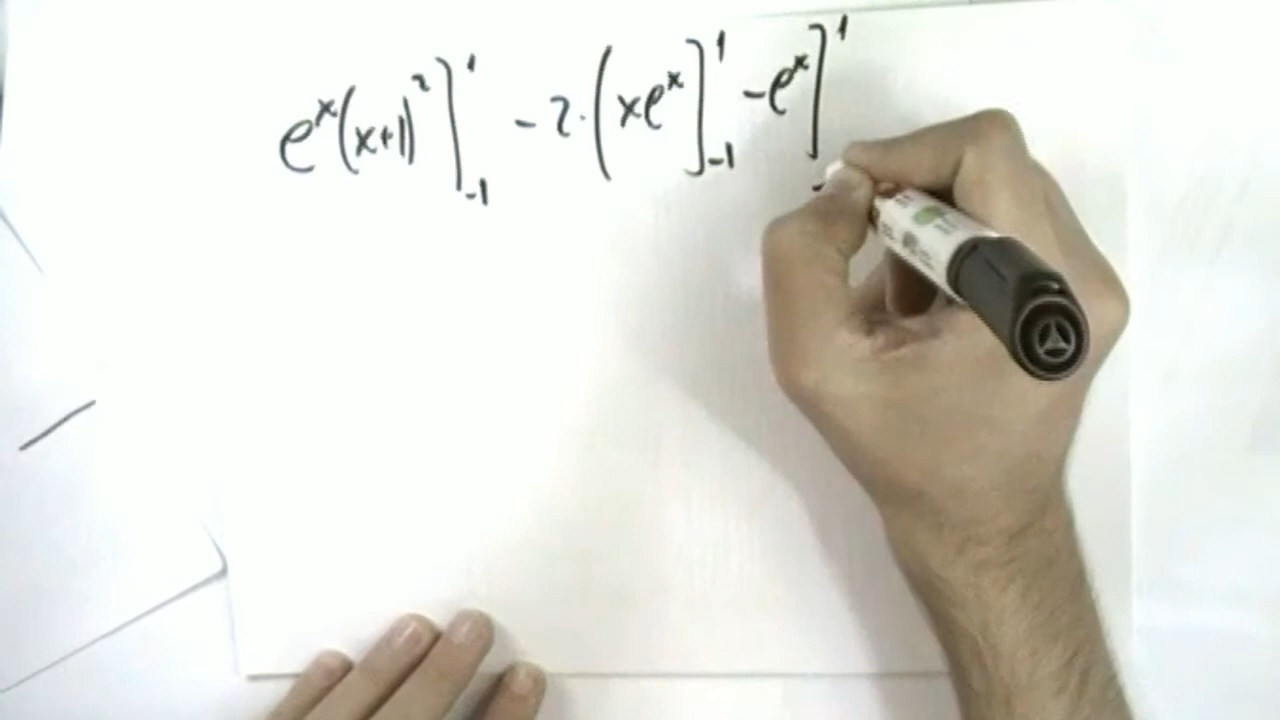 e^x(x+1)^2]_{-1}^{1} - 2·(xe^x]_{-1}^{1} - e^x]^{1}